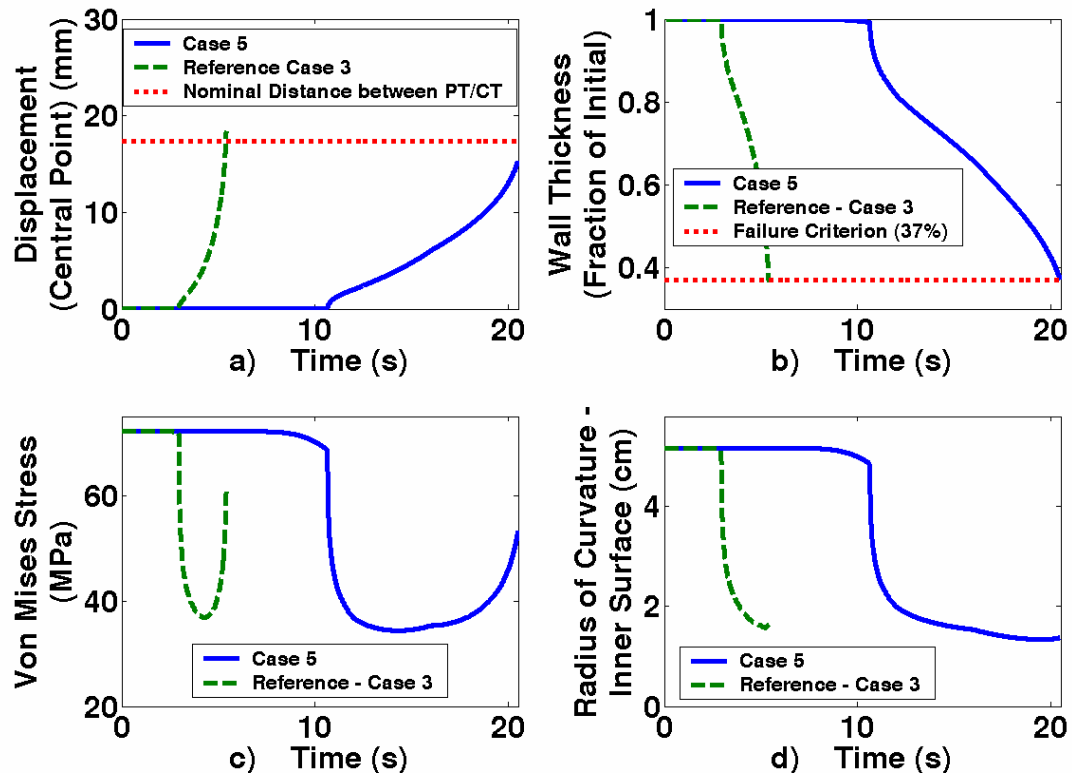 30
20
10
0
Displacement
(Central Point) (mm)
Case 5
Reference Case 3
Nominal Distance between PT/CT
0
10
20
a) Time (s)
1
0.8
0.6
0.4
Wall Thickness
(Fraction of Initial)
Case 5
Reference - Case 3
Failure Criterion (37%)
0
10
20
b) Time (s)
60
40
20
Von Mises Stress
(MPa)
Case 5
Reference - Case 3
0
10
20
c) Time (s)
4
2
0
Radius of Curvature -
Inner Surface (cm)
Case 5
Reference - Case 3
0
10
20
d) Time (s)